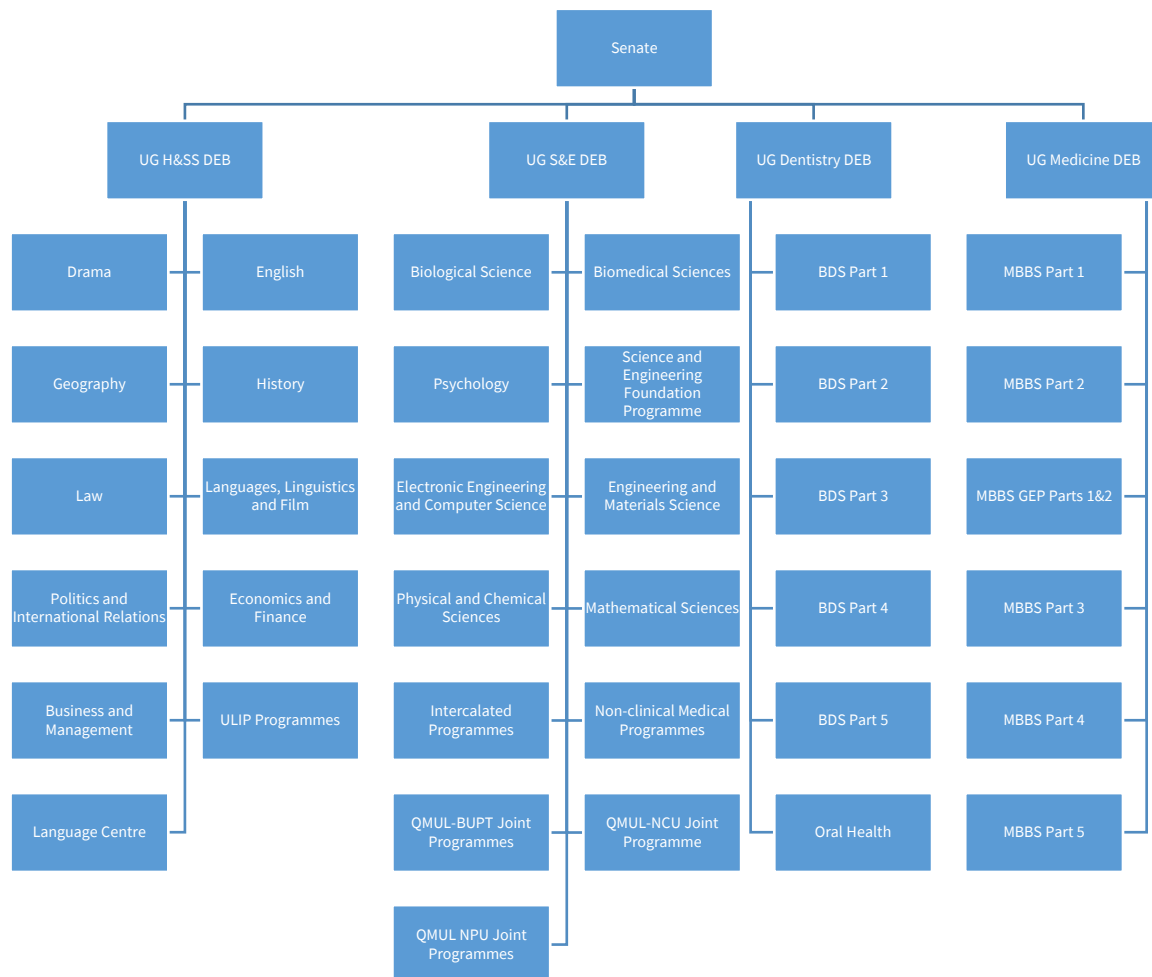 Senate
UG H&SS DEB
UG S&E DEB
UG Dentistry DEB
UG Medicine DEB
Drama
English
Biological Science
Biomedical Sciences
BDS Part 1
MBBS Part 1
Geography
History
Psychology
Science and
Engineering
Foundation
Programme
BDS Part 2
MBBS Part 2
Law
Languages, Linguistics
and Film
Electronic Engineering
and Computer Science
Engineering and
Materials Science
BDS Part 3
MBBS GEP Parts 1&2
Politics and
International Relations
Economics and
Finance
Physical and Chemical
Sciences
Mathematical Sciences
BDS Part 4
MBBS Part 3
Business and
Management
ULIP Programmes
Intercalated
Programmes
Non-clinical Medical
Programmes
BDS Part 5
MBBS Part 4
Language Centre
QMUL-BUPT Joint
Programmes
QMUL-NCU Joint
Programme
Oral Health
MBBS Part 5
QMUL NPU Joint
Programmes